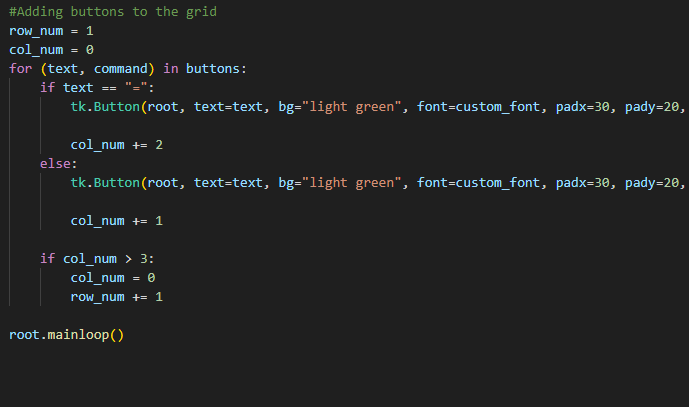 #Adding buttons to the grid
row_num = 1
col_num = 0
for (text, command) in buttons:
    if text == "=":
        tk.Button(root, text=text, bg="light green", font=custom_font, padx=30, pady=20,
        col_num += 2
    else:
        tk.Button(root, text=text, bg="light green", font=custom_font, padx=30, pady=20,
        col_num += 1
    if col_num > 3:
        col_num = 0
        row_num += 1
root.mainloop()